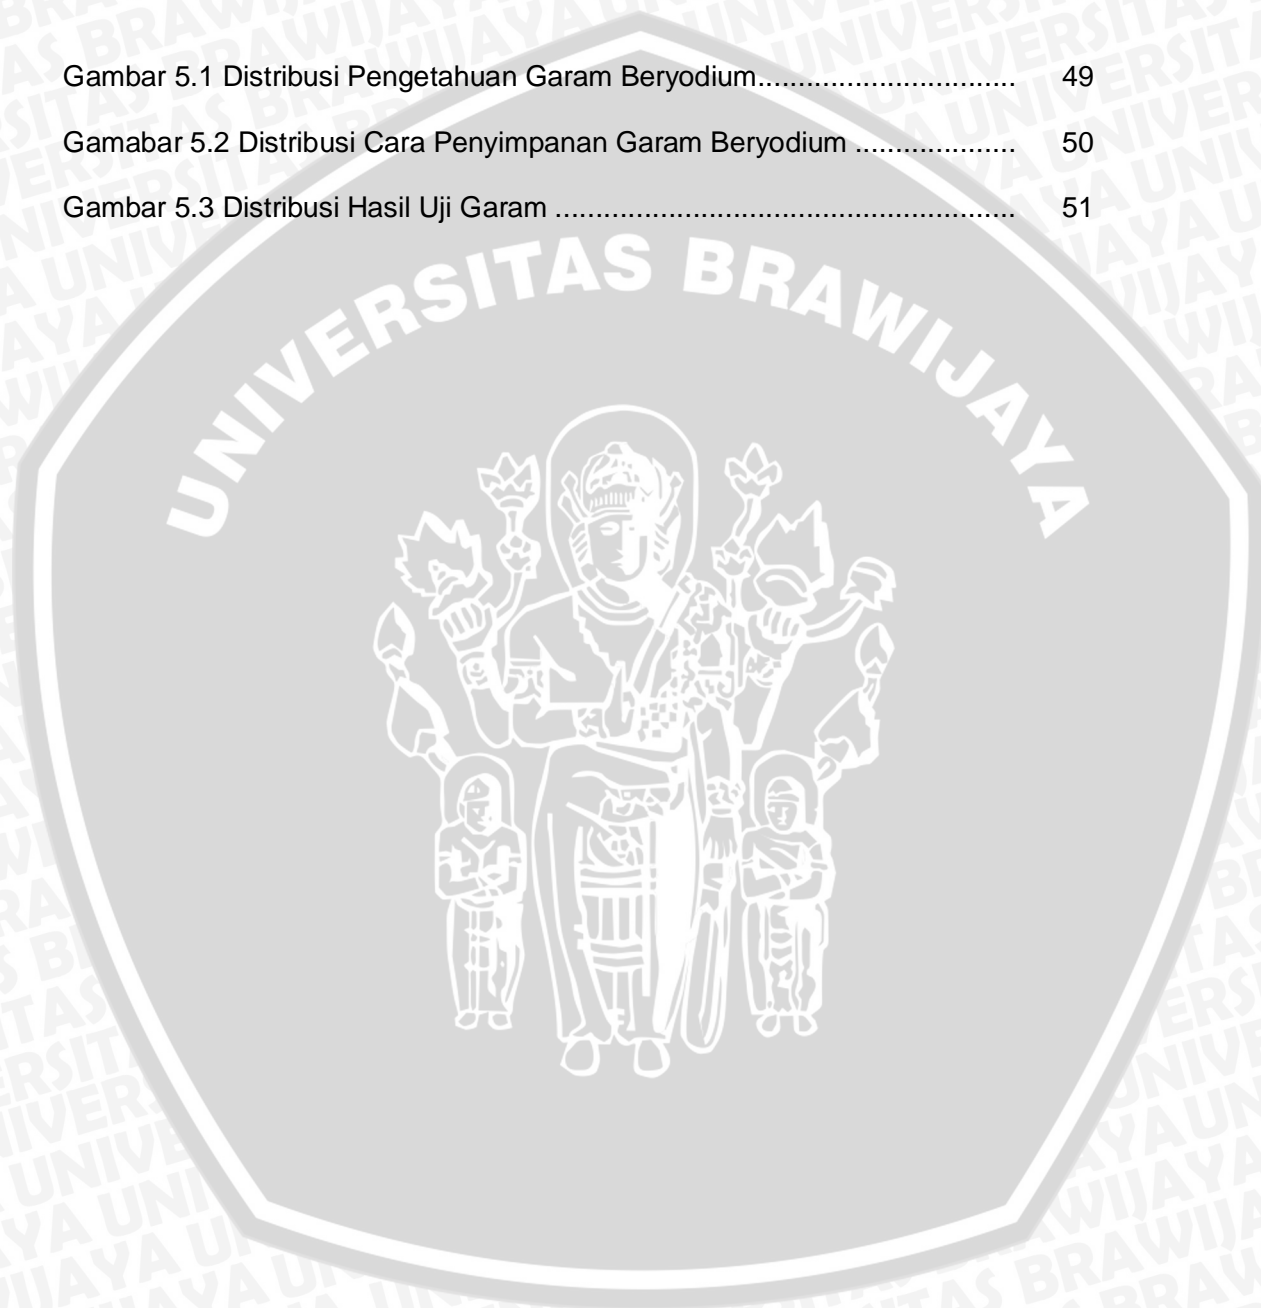 Gambar 5.1 Distribusi Pengetahuan Garam Beryodium................................ 49
Gamabar 5.2 Distribusi Cara Penyimpanan Garam Beryodium .................... 50
Gambar 5.3 Distribusi Hasil Uji Garam ......................................................... 51
UNIVERSITAS BRAWIJAYA